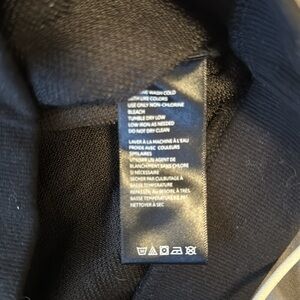 WASH COLD
WITH LIKE COLORS
USE ONLY NON-CHLORINE
BLEACH
TUMBLE DRY LOW
LOW IRON AS NEEDED
DO NOT DRY CLEAN
LAVER À LA MACHINE À L'EAU
FROIDE AVEC COULEURS
SIMILAIRES
UTILISER UN AGENT DE
BLANCHIMENT SANS CHLORE
SI NÉCESSAIRE
SÉCHER PAR CULBUTAGE À
BASSE TEMPÉRATURE
REPASSER, AU BESOIN, À TRÈS
BASSE TEMPÉRATURE NE PAS
NETTOYER À SEC